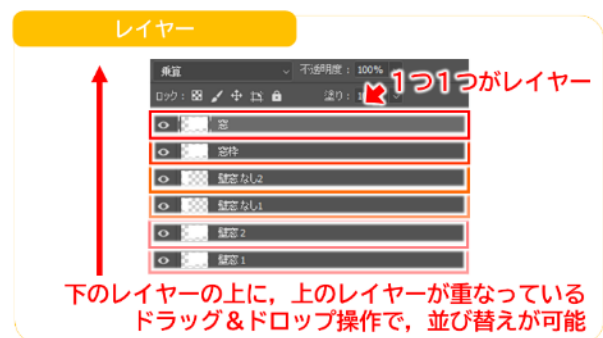 レイヤー
乗算 不透明度： 100%
1つ1つがレイヤー
ロック： 塗り：
窓
窓枠
壁窓なし2
壁窓なし1
壁窓 2
壁窓 1
下のレイヤーの上に，上のレイヤーが重なっている
ドラッグ＆ドロップ操作で，並び替えが可能